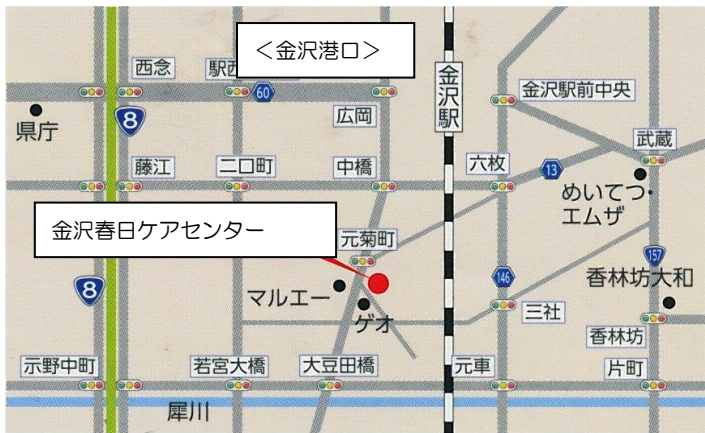 ＜金沢港口＞
西念
駅西
60
広岡
金沢駅
金沢駅前中央
県庁
8
武蔵
藤江
二口町
中橋
六枚
13
めいてつ・
エムザ
金沢春日ケアセンター
元菊町
8
マルエー
ゲオ
146
三社
157
香林坊大和
香林坊
示野中町
若宮大橋
大豆田橋
元車
片町
犀川